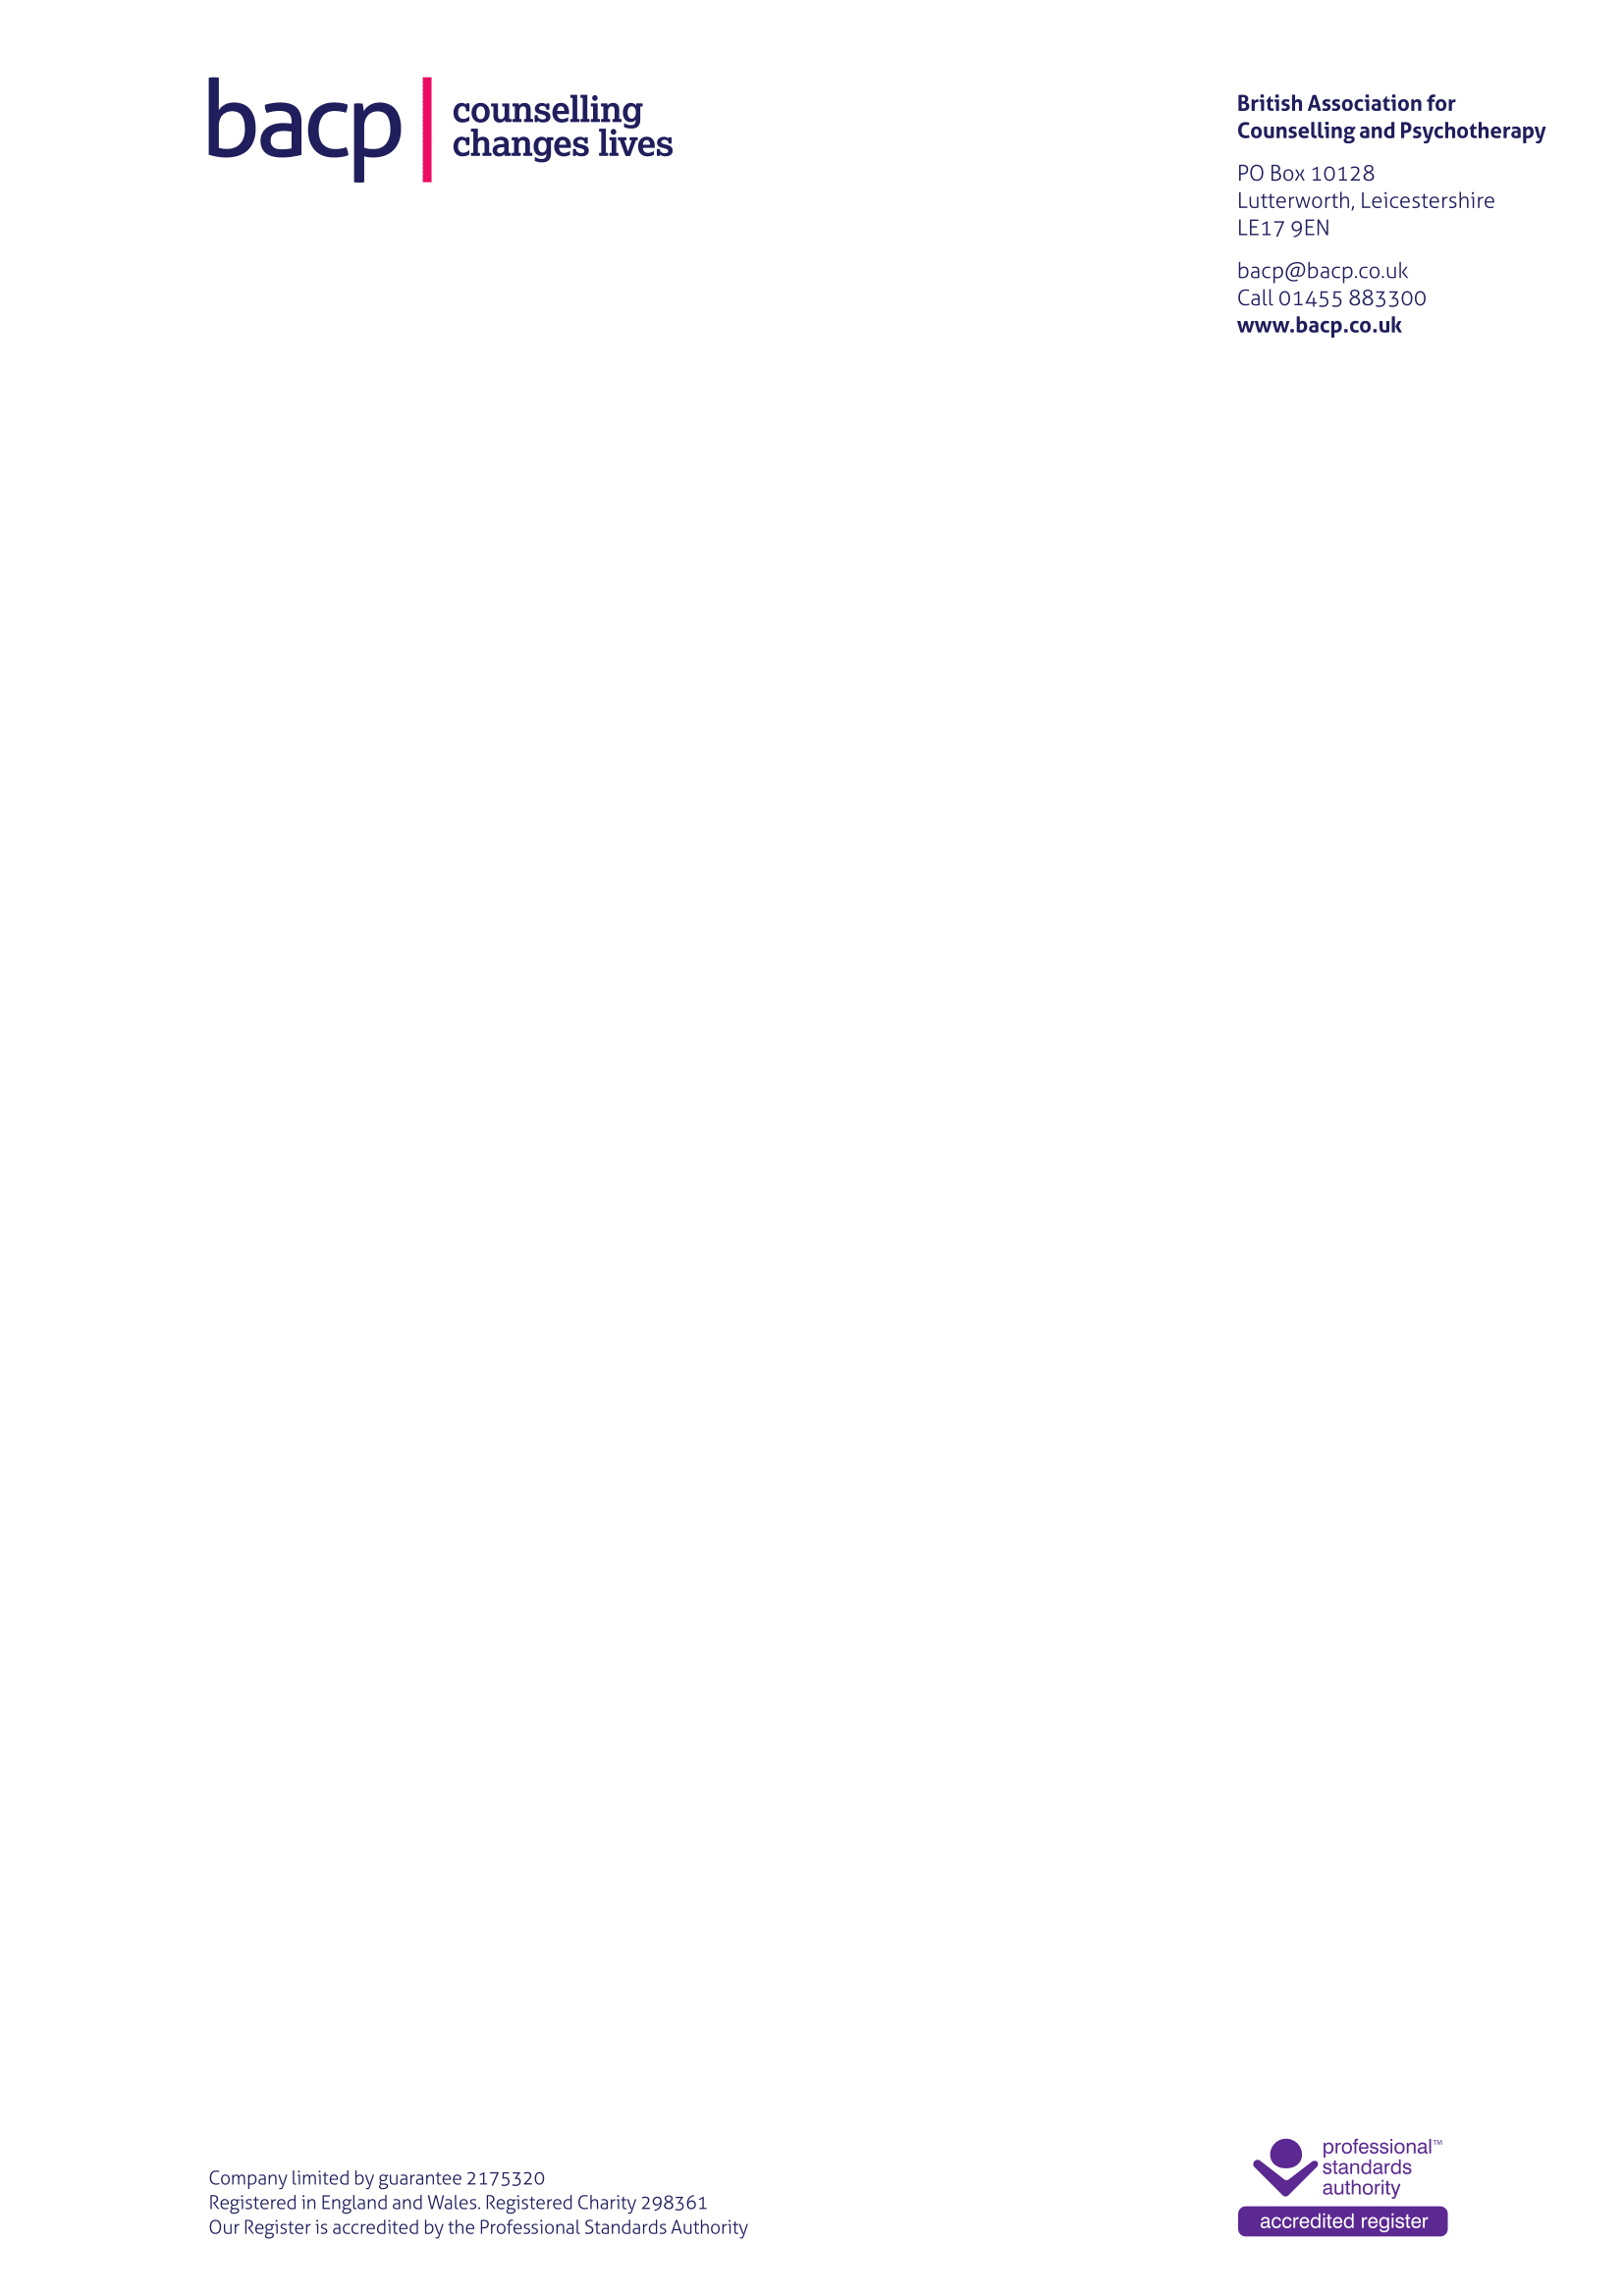 bacp
counselling
changes lives
British Association for
Counselling and Psychotherapy
PO Box 10128
Lutterworth, Leicestershire
LE17 9EN
bacp@bacp.co.uk
Call 01455 883300
www.bacp.co.uk
Company limited by guarantee 2175320
Registered in England and Wales. Registered Charity 298361
Our Register is accredited by the Professional Standards Authority
professional™
standards
authority
accredited register